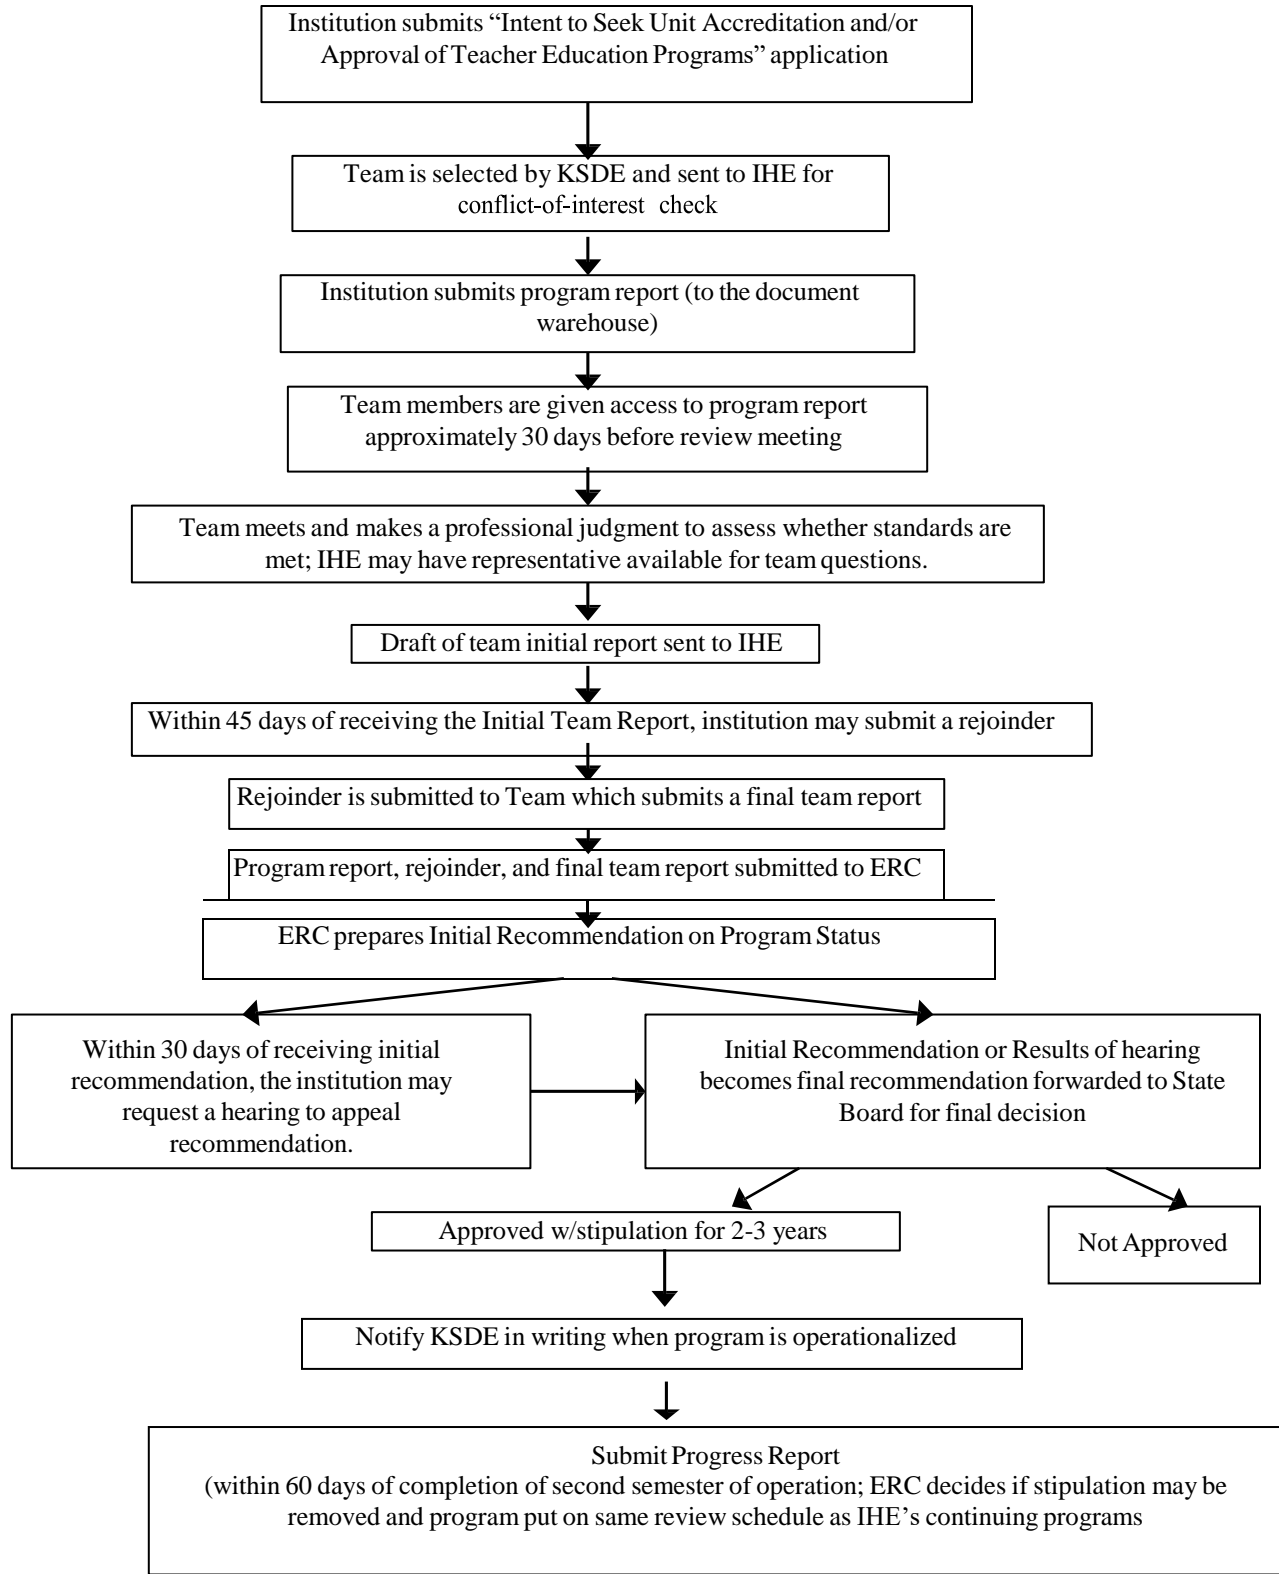 Institution submits “Intent to Seek Unit Accreditation and/or
Approval of Teacher Education Programs” application
Team is selected by KSDE and sent to IHE for
conflict-of-interest check
Institution submits program report (to the document
warehouse)
Team members are given access to program report
approximately 30 days before review meeting
Team meets and makes a professional judgment to assess whether standards are
met; IHE may have representative available for team questions.
Draft of team initial report sent to IHE
Within 45 days of receiving the Initial Team Report, institution may submit a rejoinder
Rejoinder is submitted to Team which submits a final team report
Program report, rejoinder, and final team report submitted to ERC
ERC prepares Initial Recommendation on Program Status
Within 30 days of receiving initial
recommendation, the institution may
request a hearing to appeal
recommendation.
Initial Recommendation or Results of hearing
becomes final recommendation forwarded to State
Board for final decision
Approved w/stipulation for 2-3 years
Not Approved
Notify KSDE in writing when program is operationalized
Submit Progress Report
(within 60 days of completion of second semester of operation; ERC decides if stipulation may be
removed and program put on same review schedule as IHE’s continuing programs